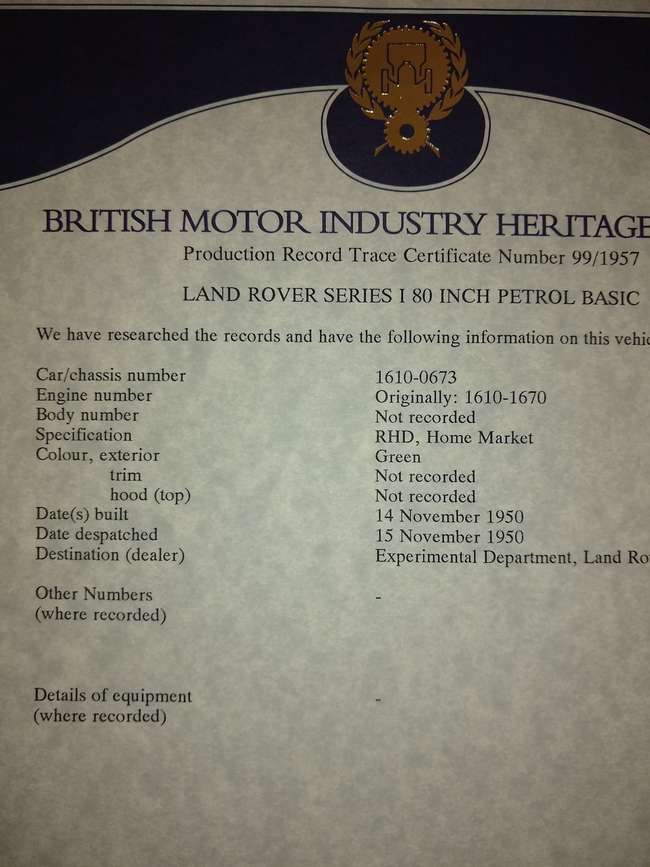 BRITISH MOTOR INDUSTRY HERITAGE
Production Record Trace Certificate Number 99/1957
LAND ROVER SERIES I 80 INCH PETROL BASIC
We have researched the records and have the following information on this vehic
Car/chassis number 1610-0673
Engine number Originally: 1610-1670
Body number Not recorded
Specification RHD, Home Market
Colour, exterior Green
trim Not recorded
hood (top) Not recorded
Date(s) built 14 November 1950
Date despatched 15 November 1950
Destination (dealer) Experimental Department, Land Ro
Other Numbers -
(where recorded)
Details of equipment -
(where recorded)